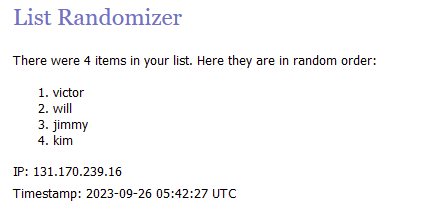 List Randomizer
There were 4 items in your list. Here they are in random order:
1. victor
2. will
3. jimmy
4. kim
IP: 131.170.239.16
Timestamp: 2023-09-26 05:42:27 UTC